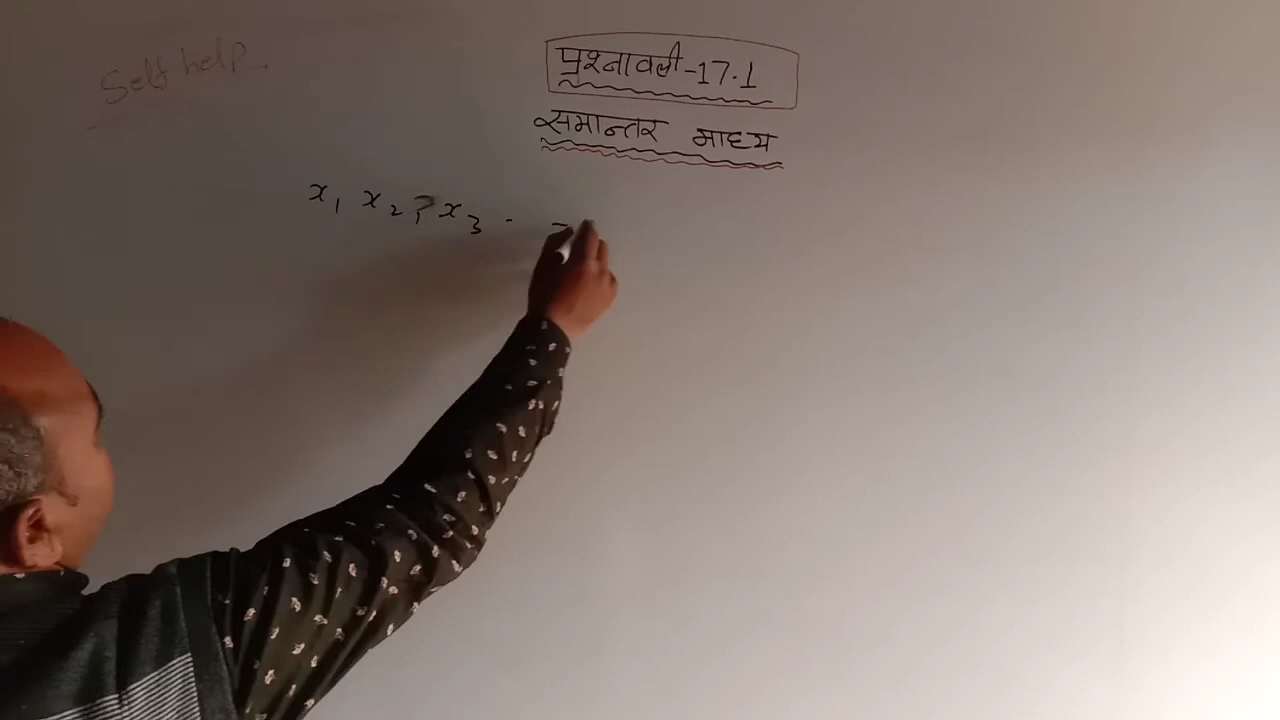 Self help.
प्रश्नावली-17.1
समान्तर माध्य
x₁ x₂, x₃ -